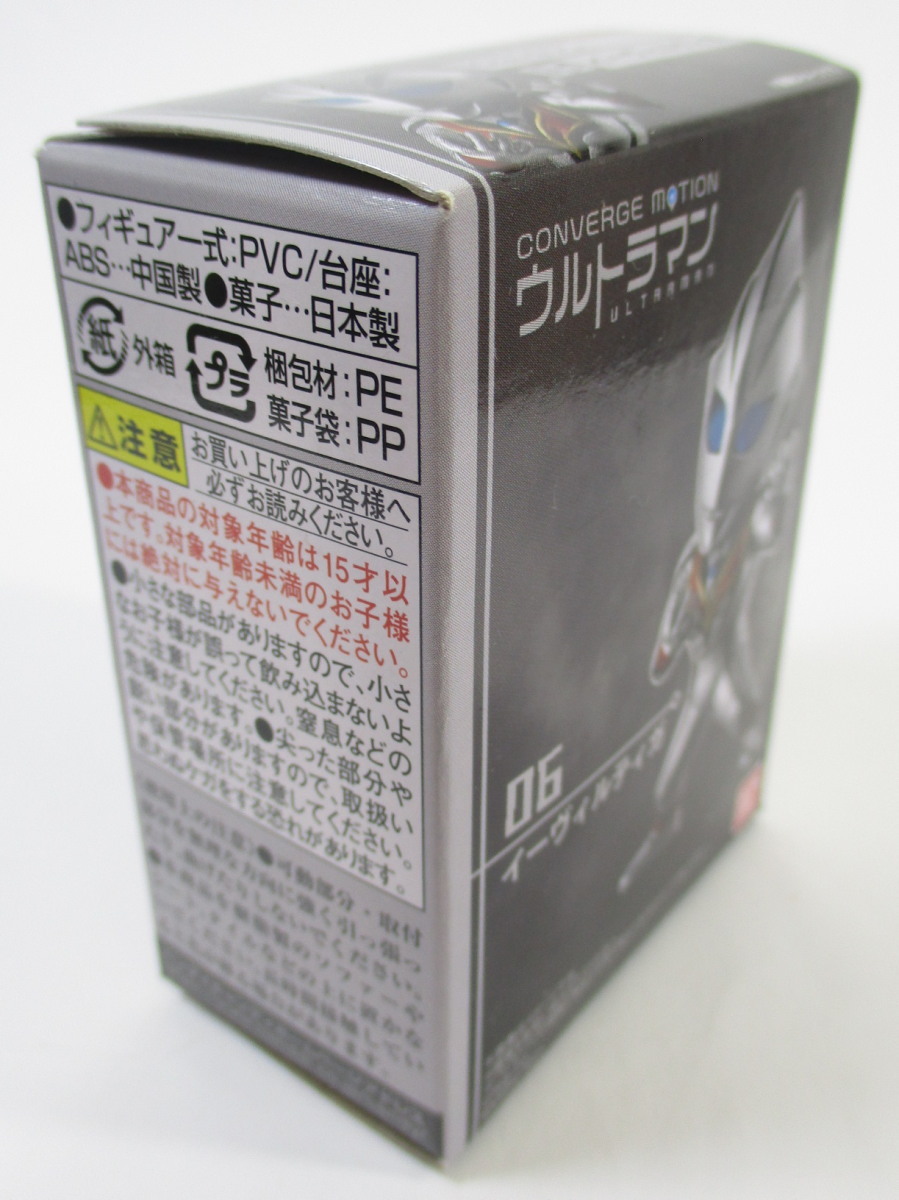 ●フィギュア一式:PVC/台座:
ABS…中国製●菓子…日本製
紙 外箱 プラ 梱包材:PE
菓子袋:PP
注意 お買い上げのお客様へ
必ずお読みください。
●本商品の対象年齢は15才以
上です。対象年齢未満のお子様
には絶対に与えないでください。
●小さな部品がありますので、小さ
なお子様が誤って飲み込まないよ
うに注意してください。窒息などの
危険があります。●尖った部分や
鋭い部分がありますので、取扱い
や保管場所に注意してください。
思わぬケガをする恐れがあります。
●可動部分・取付
CONVERGE MOTION
ウルトラマン
ULTRAMAN
06
イーヴィルティガ